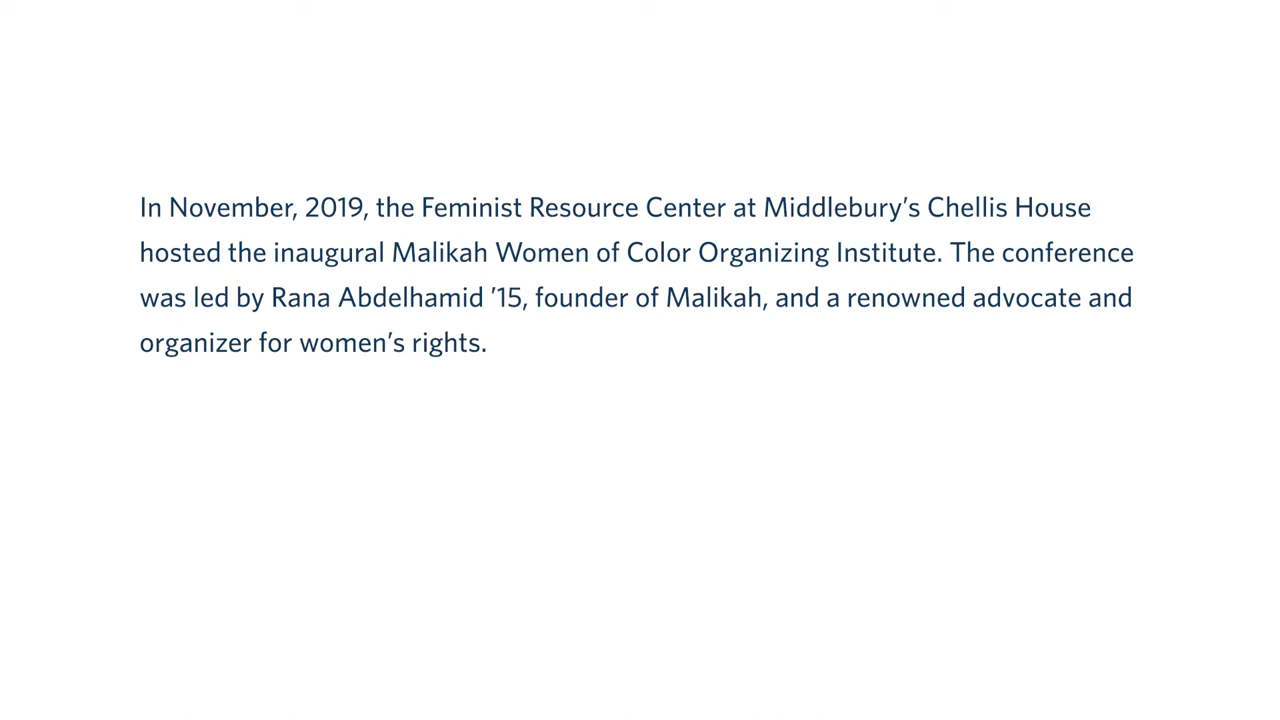 In November, 2019, the Feminist Resource Center at Middlebury’s Chellis House
hosted the inaugural Malikah Women of Color Organizing Institute. The conference
was led by Rana Abdelhamid ’15, founder of Malikah, and a renowned advocate and
organizer for women’s rights.